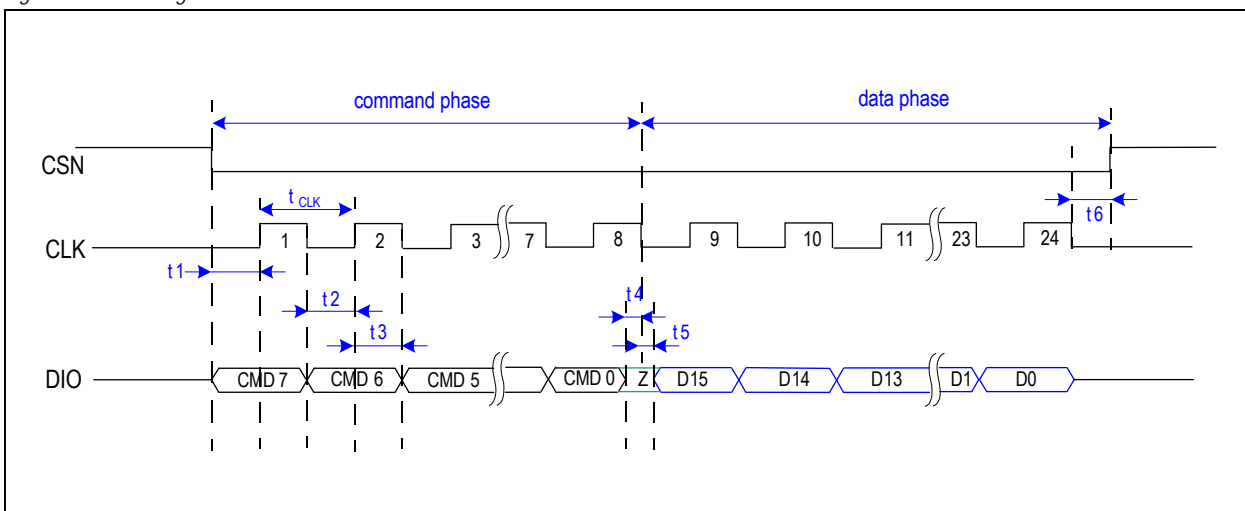 command phase
data phase
CSN
t CLK
t6
CLK
1
2
3
7
8
9
10
11
23
24
t1
t2
t4
t3
t5
DIO
CMD 7
CMD 6
CMD 5
CMD 0
Z
D15
D14
D13
D1
D0